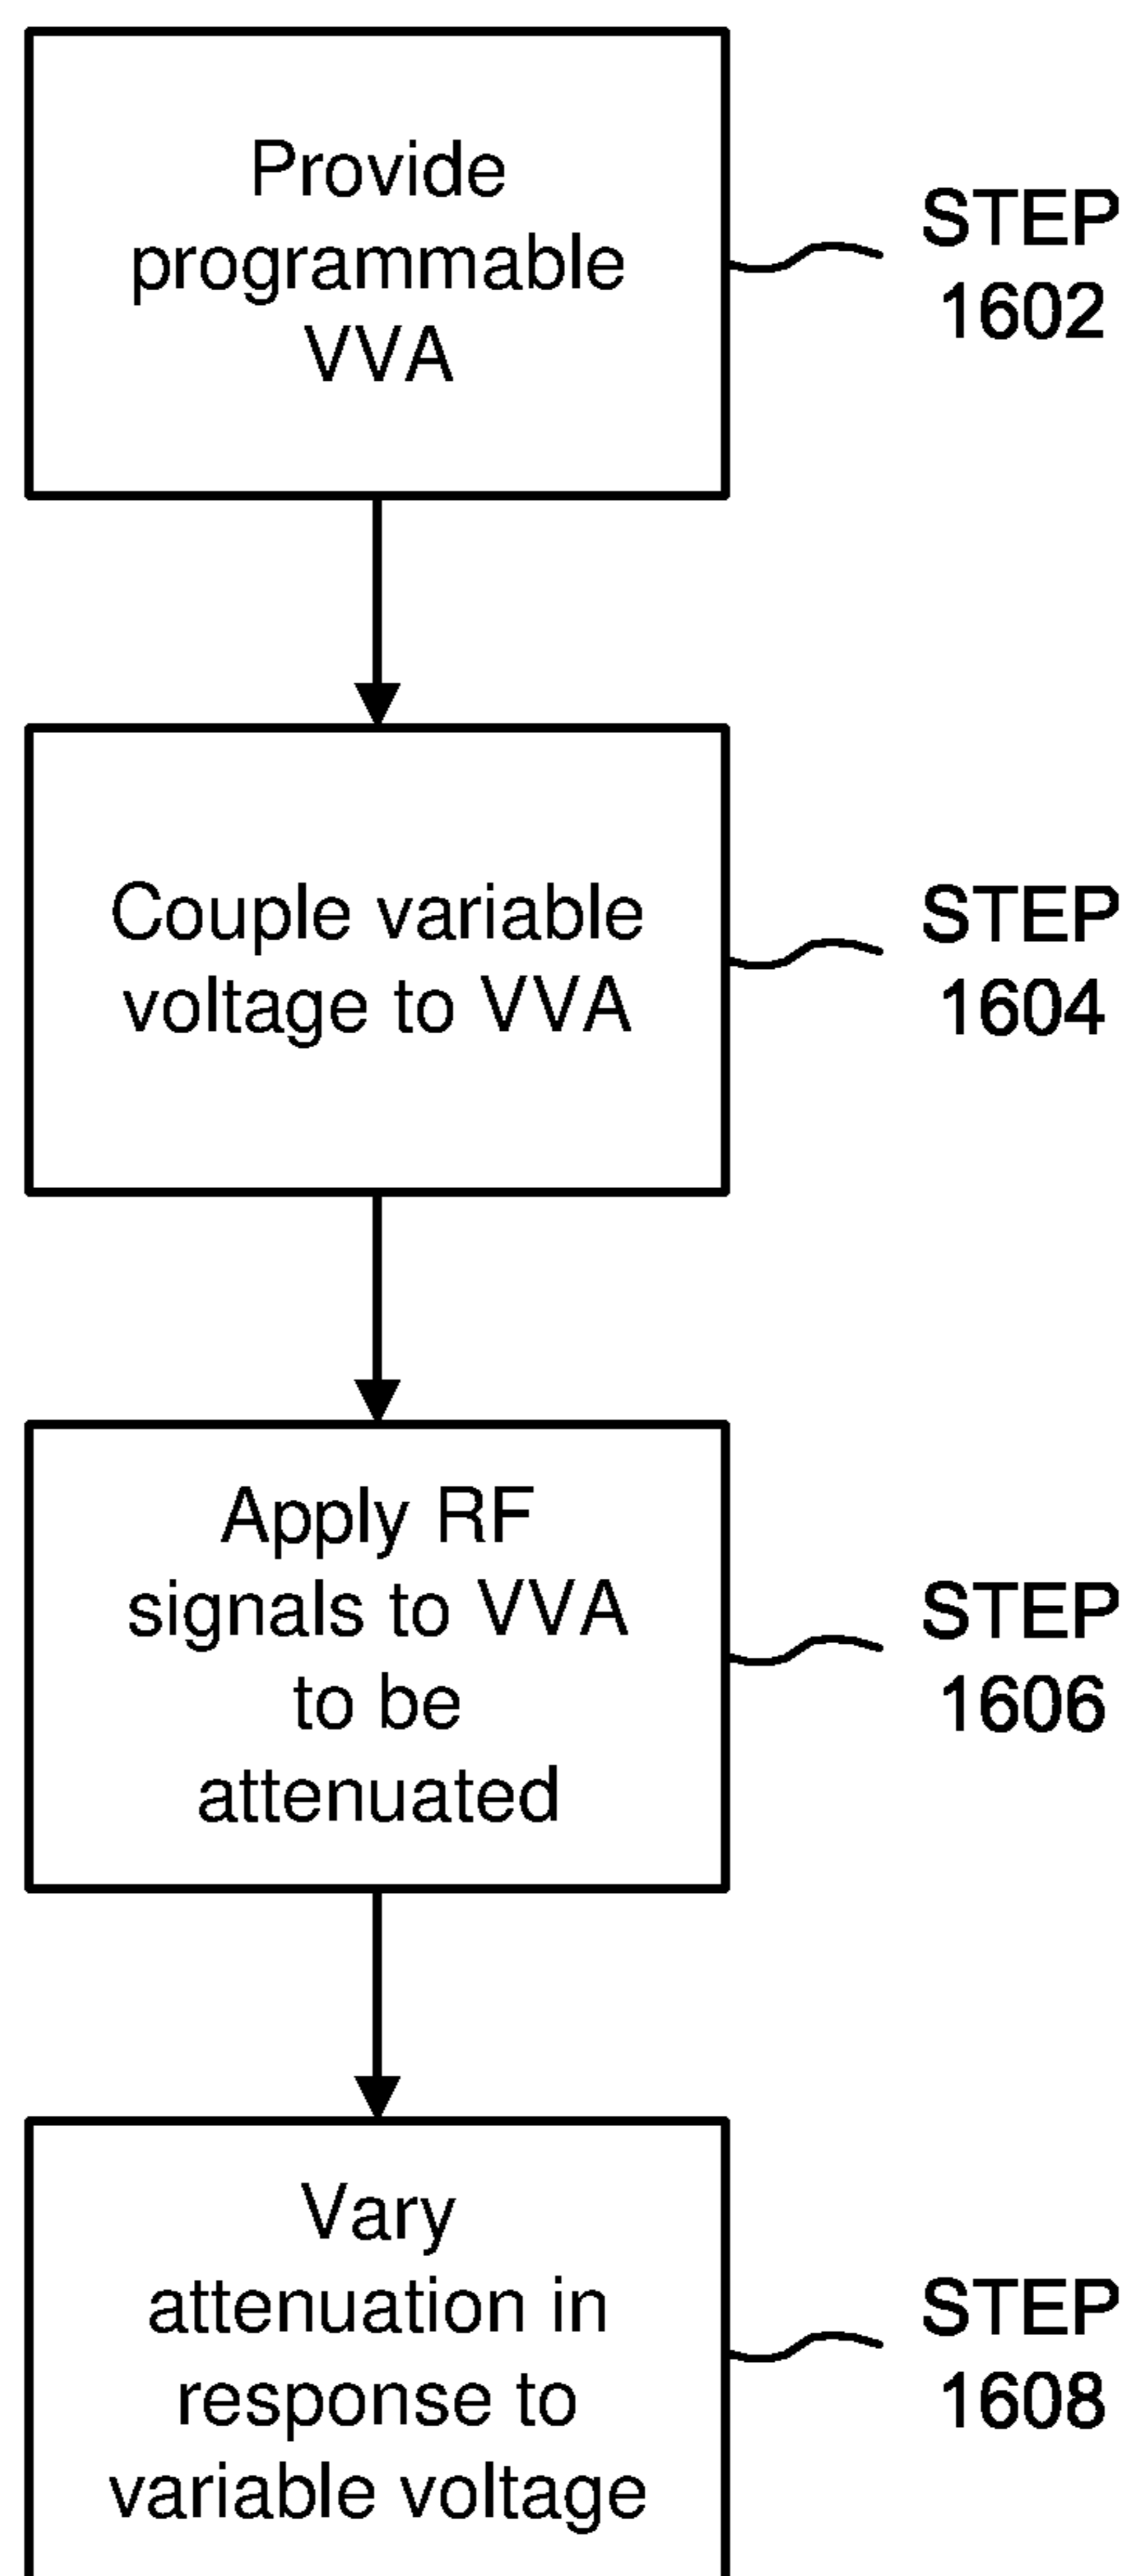 Provide
programmable
VVA
STEP
1602
Couple variable
voltage to VVA
STEP
1604
Apply RF
signals to VVA
to be
attenuated
STEP
1606
Vary
attenuation in
response to
variable voltage
STEP
1608